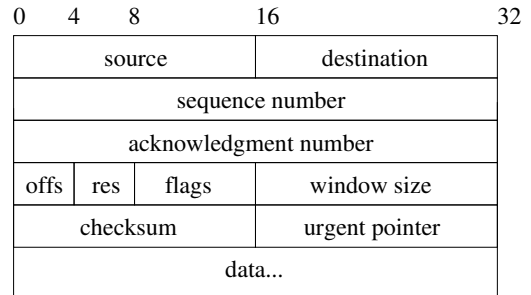 0 4 8 16 32
source destination
sequence number
acknowledgment number
offs res flags window size
checksum urgent pointer
data...